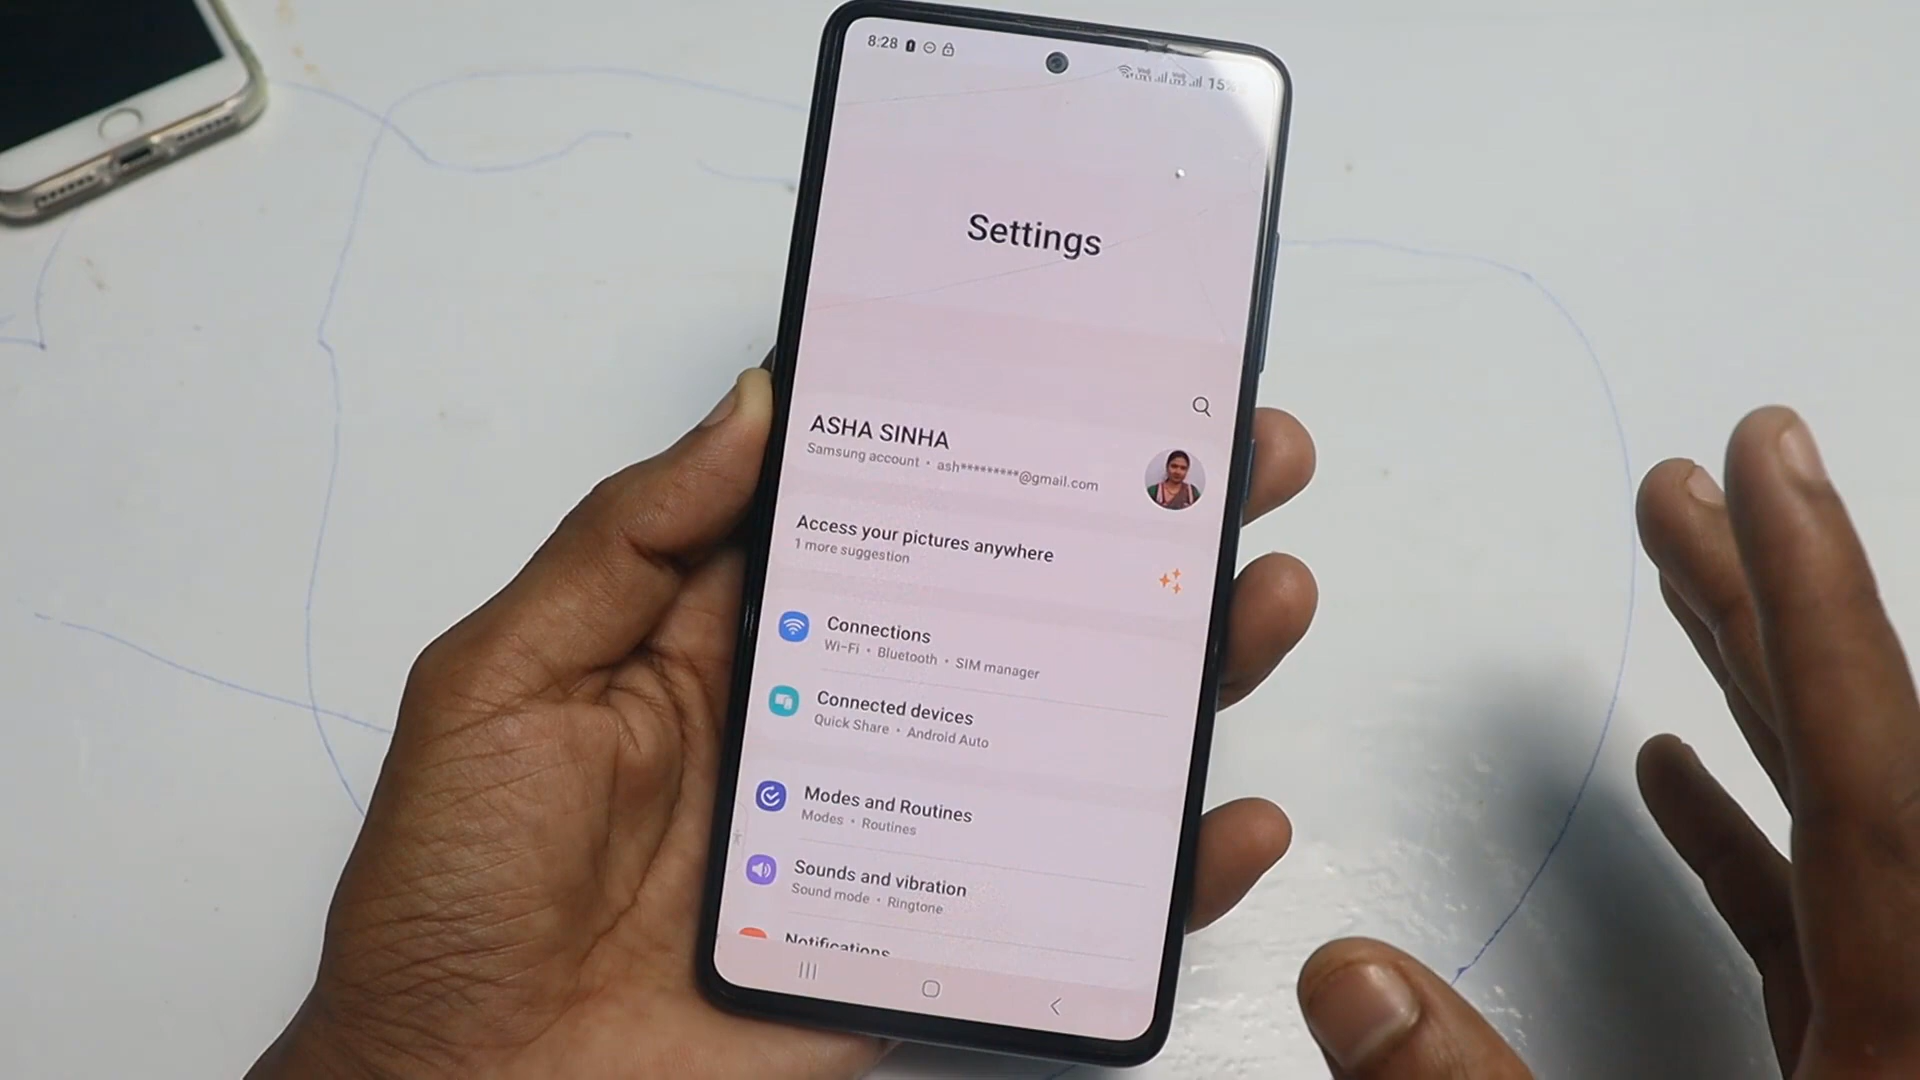 8:28
15%
Settings
ASHA SINHA
Samsung account • ash*********@gmail.com
Access your pictures anywhere
1 more suggestion
Connections
Wi-Fi • Bluetooth • SIM manager
Connected devices
Quick Share • Android Auto
Modes and Routines
Modes • Routines
Sounds and vibration
Sound mode • Ringtone
Notifications